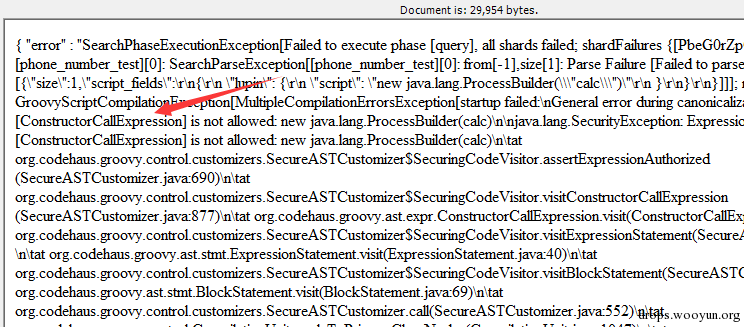 Document is: 29,954 bytes.
{ "error" : "SearchPhaseExecutionException[Failed to execute phase [query], all shards failed; shardFailures {[PbeG0rZp
[phone_number_test][0]: SearchParseException[[phone_number_test][0]: from[-1],size[1]: Parse Failure [Failed to parse
[{\"size\":1,\"script_fields\":\r\n{\r\n \"lupin\": {\r\n \"script\": \"new java.lang.ProcessBuilder(\\\"calc\\\")\"\r\n }\r\n}\r\n}]]];
GroovyScriptCompilationException[MultipleCompilationErrorsException[startup failed:\nGeneral error during canonicaliza
[ConstructorCallExpression] is not allowed: new java.lang.ProcessBuilder(calc)\n\njava.lang.SecurityException: Expressio
[ConstructorCallExpression] is not allowed: new java.lang.ProcessBuilder(calc)\n\tat
org.codehaus.groovy.control.customizers.SecureASTCustomizer$SecuringCodeVisitor.assertExpressionAuthorized
(SecureASTCustomizer.java:690)\n\tat
org.codehaus.groovy.control.customizers.SecureASTCustomizer$SecuringCodeVisitor.visitConstructorCallExpression
(SecureASTCustomizer.java:877)\n\tat org.codehaus.groovy.ast.expr.ConstructorCallExpression.visit(ConstructorCallExp
org.codehaus.groovy.control.customizers.SecureASTCustomizer$SecuringCodeVisitor.visitExpressionStatement(SecureA
\n\tat org.codehaus.groovy.ast.stmt.ExpressionStatement.visit(ExpressionStatement.java:40)\n\tat
org.codehaus.groovy.control.customizers.SecureASTCustomizer$SecuringCodeVisitor.visitBlockStatement(SecureASTC
org.codehaus.groovy.ast.stmt.BlockStatement.visit(BlockStatement.java:69)\n\tat
org.codehaus.groovy.control.customizers.SecureASTCustomizer.call(SecureASTCustomizer.java:552)\n\tat
drops.wooyun.org